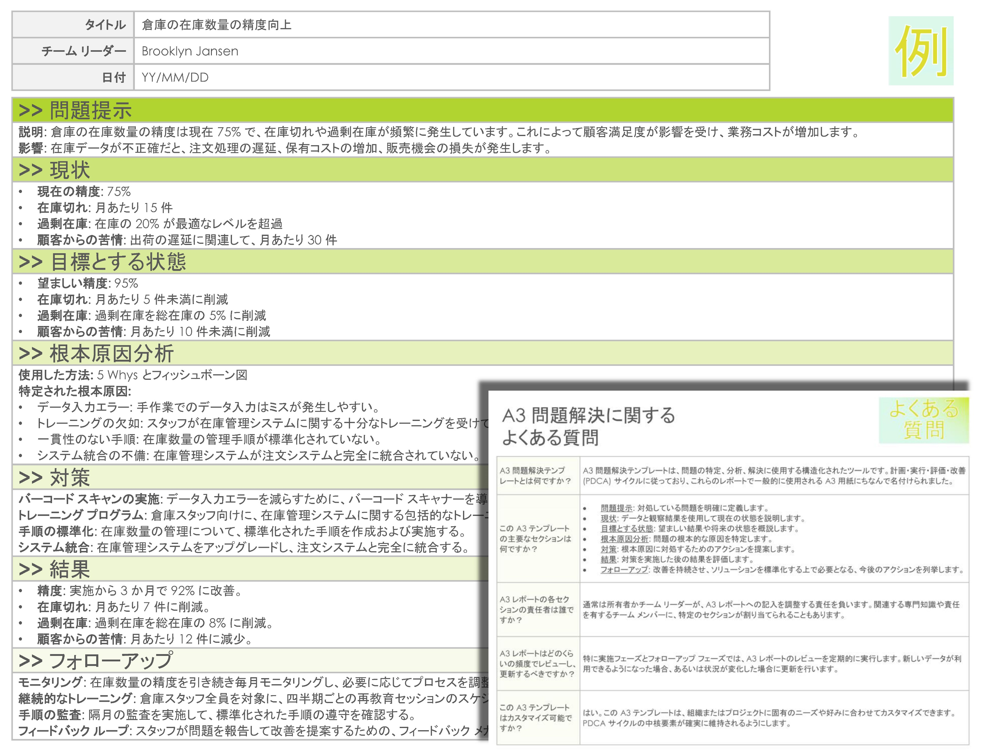 タイトル 倉庫の在庫数量の精度向上
チーム リーダー Brooklyn Jansen
日付 YY/MM/DD
例
>> 問題提示
説明: 倉庫の在庫数量の精度は現在 75% で、在庫切れや過剰在庫が頻繁に発生しています。これによって顧客満足度が影響を受け、業務コストが増加します。
影響: 在庫データが不正確だと、注文処理の遅延、保有コストの増加、販売機会の損失が発生します。
>> 現状
• 現在の精度: 75%
• 在庫切れ: 月あたり 15 件
• 過剰在庫: 在庫の 20% が最適なレベルを超過
• 顧客からの苦情: 出荷の遅延に関連して、月あたり 30 件
>> 目標とする状態
• 望ましい精度: 95%
• 在庫切れ: 月あたり 5 件未満に削減
• 過剰在庫: 過剰在庫を総在庫の 5% に削減
• 顧客からの苦情: 月あたり 10 件未満に削減
>> 根本原因分析
使用した方法: 5 Whys とフィッシュボーン図
特定された根本原因:
• データ入力エラー: 手作業でのデータ入力はミスが発生しやすい。
• トレーニングの欠如: スタッフが在庫管理システムに関する十分なトレーニングを受けて
• 一貫性のない手順: 在庫数量の管理手順が標準化されていない。
• システム統合の不備: 在庫管理システムが注文システムと完全に統合されていない。
>> 対策
バーコード スキャンの実施: データ入力エラーを減らすために、バーコード スキャナーを導
トレーニング プログラム: 倉庫スタッフ向けに、在庫管理システムに関する包括的なトレー
手順の標準化: 在庫数量の管理について、標準化された手順を作成および実施する。
システム統合: 在庫管理システムをアップグレードし、注文システムと完全に統合する。
>> 結果
• 精度: 実施から 3 か月で 92% に改善。
• 在庫切れ: 月あたり 7 件に削減。
• 過剰在庫: 過剰在庫を総在庫の 8% に削減。
• 顧客からの苦情: 月あたり 12 件に減少。
>> フォローアップ
モニタリング: 在庫数量の精度を引き続き毎月モニタリングし、必要に応じてプロセスを調整
継続的なトレーニング: 倉庫スタッフ全員を対象に、四半期ごとの再教育セッションのスケジ
手順の監査: 隔月の監査を実施して、標準化された手順の遵守を確認する。
フィードバック ループ: スタッフが問題を報告して改善を提案するための、フィードバック メカ
A3 問題解決に関する
よくある質問
よくある
質問
A3 問題解決テンプ
レートとは何ですか？
A3 問題解決テンプレートは、問題の特定、分析、解決に使用する構造化されたツールです。計画・実行・評価・改善
(PDCA) サイクルに従っており、これらのレポートで一般的に使用される A3 用紙にちなんで名付けられました。
この A3 テンプレート
の主要なセクションは
何ですか？
• 問題提示: 対処している問題を明確に定義します。
• 現状: データと観察結果を使用して現在の状態を説明します。
• 目標とする状態: 望ましい結果や将来の状態を概説します。
• 根本原因分析: 問題の根本的な原因を特定します。
• 対策: 根本原因に対処するためのアクションを提案します。
• 結果: 対策を実施した後の結果を評価します。
• フォローアップ: 改善を持続させ、ソリューションを標準化する上で必要となる、今後のアクションを列挙します。
A3 レポートの各セク
ションの責任者は誰で
すか？
通常は所有者かチーム リーダーが、A3 レポートへの記入を調整する責任を負います。関連する専門知識や責任
を有するチーム メンバーに、特定のセクションが割り当てられることもあります。
A3 レポートはどのくら
いの頻度でレビューし、
更新するべきですか？
特に実施フェーズとフォローアップ フェーズでは、A3 レポートのレビューを定期的に実行します。新しいデータが利
用できるようになった場合、あるいは状況が変化した場合に更新を行います。
この A3 テンプレート
はカスタマイズ可能で
すか？
はい。この A3 テンプレートは、組織またはプロジェクトに固有のニーズや好みに合わせてカスタマイズできます。
PDCA サイクルの中核要素が確実に維持されるようにします。